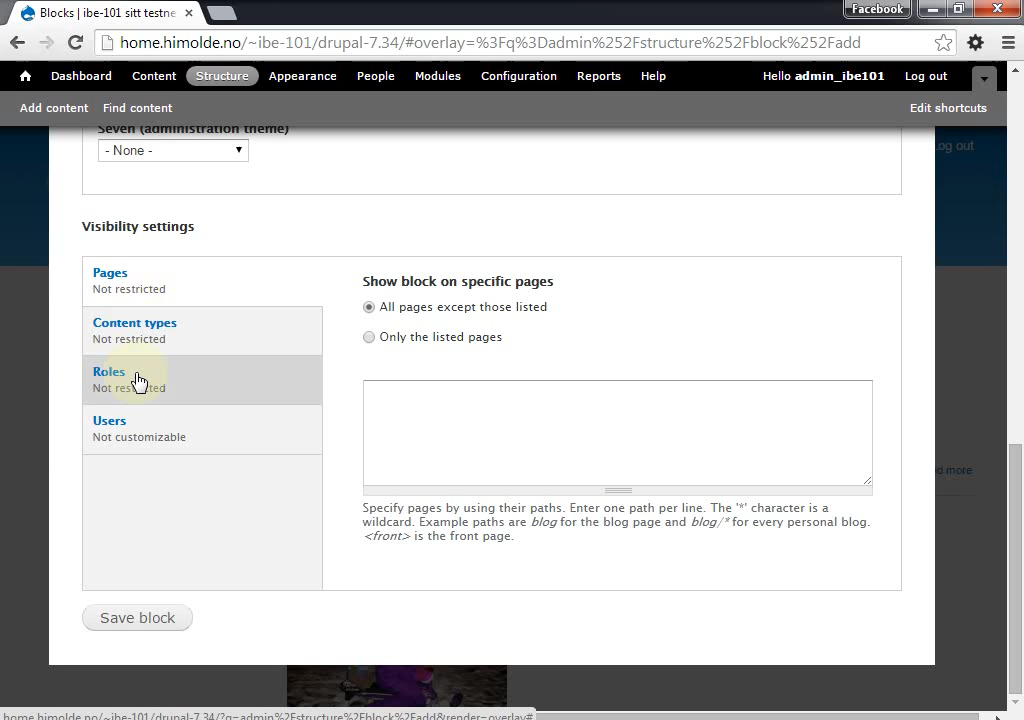 Blocks | ibe-101 sitt testne
Facebook
home.himolde.no/~ibe-101/drupal-7.34/#overlay=%3Fq%3Dadmin%252Fstructure%252Fblock%252Fadd
Dashboard Content Structure Appearance People Modules Configuration Reports Help Hello admin_ibe101 Log out
Add content Find content Edit shortcuts
Seven (administration theme)
og out
- None -
Visibility settings
Pages
Not restricted
Content types
Not restricted
Roles
Not restricted
Users
Not customizable
Show block on specific pages
All pages except those listed
Only the listed pages
d more
Specify pages by using their paths. Enter one path per line. The '*' character is a
wildcard. Example paths are blog for the blog page and blog/* for every personal blog.
<front> is the front page.
Save block
home.himolde.no/~ibe-101/drupal-7.34/?q=admin%2Fstructure%2Fblock%2Fadd&render=overlay#